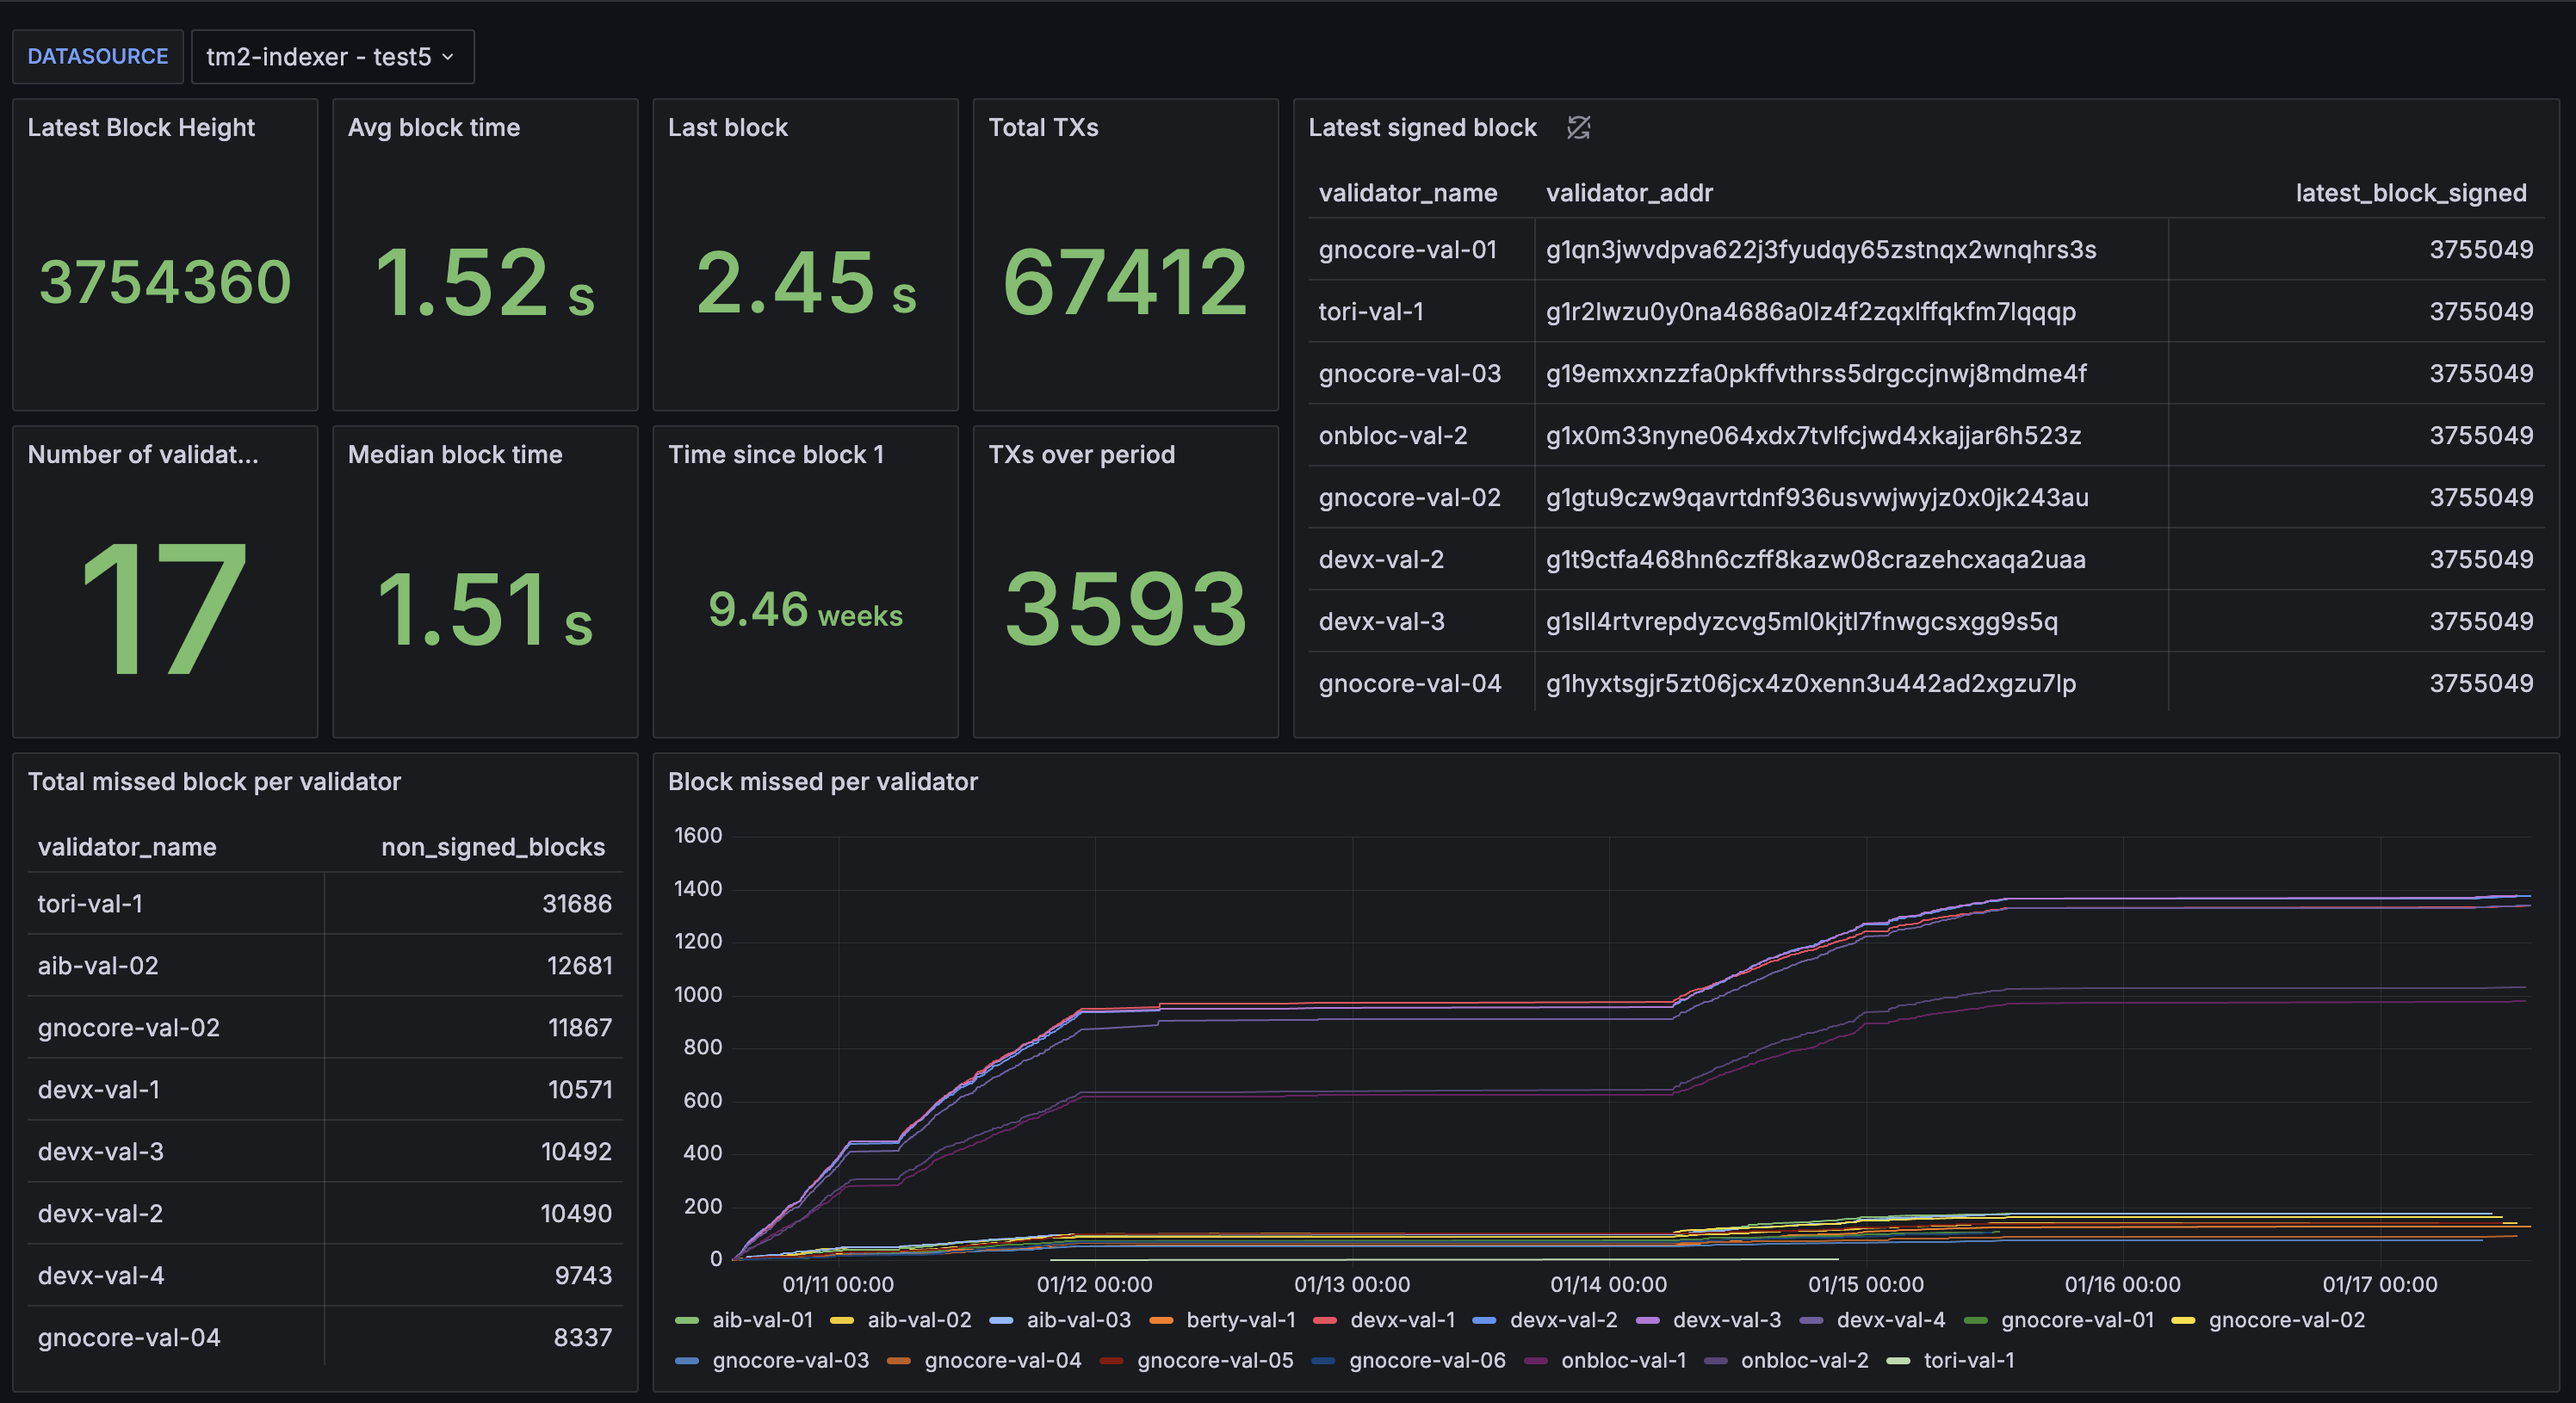 DATASOURCE tm2-indexer - test5
Latest Block Height
3754360
Avg block time
1.52 s
Last block
2.45 s
Total TXs
67412
Number of validat...
17
Median block time
1.51 s
Time since block 1
9.46 weeks
TXs over period
3593
Latest signed block
validator_name validator_addr latest_block_signed
gnocore-val-01 g1qn3jwvdpva622j3fyudqy65zstnqx2wnqhrs3s 3755049
tori-val-1 g1r2lwzu0y0na4686a0lz4f2zqxlffqkfm7lqqqp 3755049
gnocore-val-03 g19emxxnzzfa0pkffvthrss5drgccjnwj8mdme4f 3755049
onbloc-val-2 g1x0m33nyne064xdx7tvlfcjwd4xkajjar6h523z 3755049
gnocore-val-02 g1gtu9czw9qavrtdnf936usvwjwyjz0x0jk243au 3755049
devx-val-2 g1t9ctfa468hn6czff8kazw08crazehcxaqa2uaa 3755049
devx-val-3 g1sll4rtvrepdyzcvg5ml0kjtl7fnwgcsxgg9s5q 3755049
gnocore-val-04 g1hyxtsgjr5zt06jcx4z0xenn3u442ad2xgzu7lp 3755049
Total missed block per validator
validator_name non_signed_blocks
tori-val-1 31686
aib-val-02 12681
gnocore-val-02 11867
devx-val-1 10571
devx-val-3 10492
devx-val-2 10490
devx-val-4 9743
gnocore-val-04 8337
Block missed per validator
1600
1400
1200
1000
800
600
400
200
0
01/11 00:00 01/12 00:00 01/13 00:00 01/14 00:00 01/15 00:00 01/16 00:00 01/17 00:00
aib-val-01 aib-val-02 aib-val-03 berty-val-1 devx-val-1 devx-val-2 devx-val-3 devx-val-4 gnocore-val-01 gnocore-val-02
gnocore-val-03 gnocore-val-04 gnocore-val-05 gnocore-val-06 onbloc-val-1 onbloc-val-2 tori-val-1